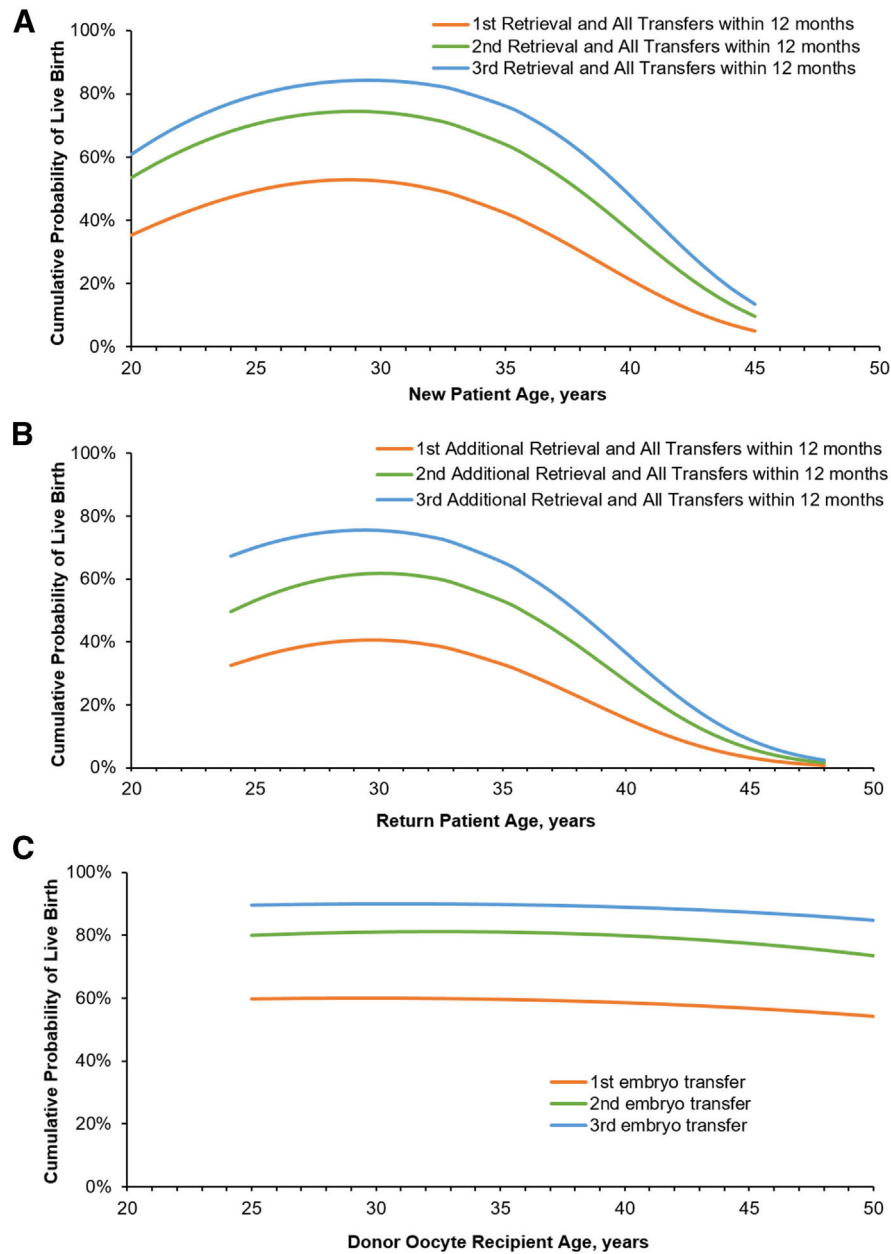 A
100%
1st Retrieval and All Transfers within 12 months
2nd Retrieval and All Transfers within 12 months
3rd Retrieval and All Transfers within 12 months
80%
60%
40%
20%
0%
Cumulative Probability of Live Birth
20 25 30 35 40 45 50
New Patient Age, years
B
100%
1st Additional Retrieval and All Transfers within 12 months
2nd Additional Retrieval and All Transfers within 12 months
3rd Additional Retrieval and All Transfers within 12 months
80%
60%
40%
20%
0%
Cumulative Probability of Live Birth
20 25 30 35 40 45 50
Return Patient Age, years
C
100%
80%
60%
40%
20%
0%
Cumulative Probability of Live Birth
1st embryo transfer
2nd embryo transfer
3rd embryo transfer
20 25 30 35 40 45 50
Donor Oocyte Recipient Age, years